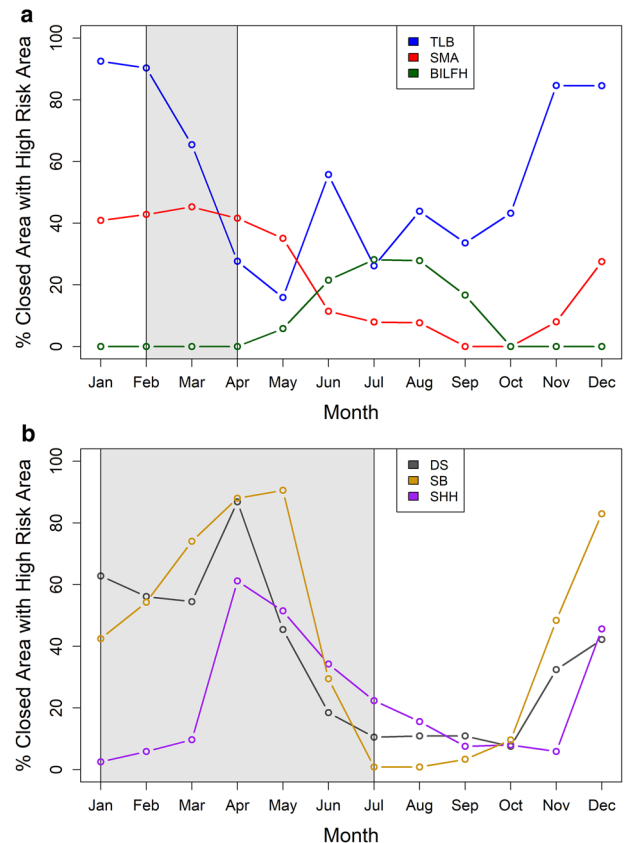 a
% Closed Area with High Risk Area
100
80
60
40
20
0
TLB
SMA
BILFH
Jan Feb Mar Apr May Jun Jul Aug Sep Oct Nov Dec
Month
b
% Closed Area with High Risk Area
100
80
60
40
20
0
DS
SB
SHH
Jan Feb Mar Apr May Jun Jul Aug Sep Oct Nov Dec
Month